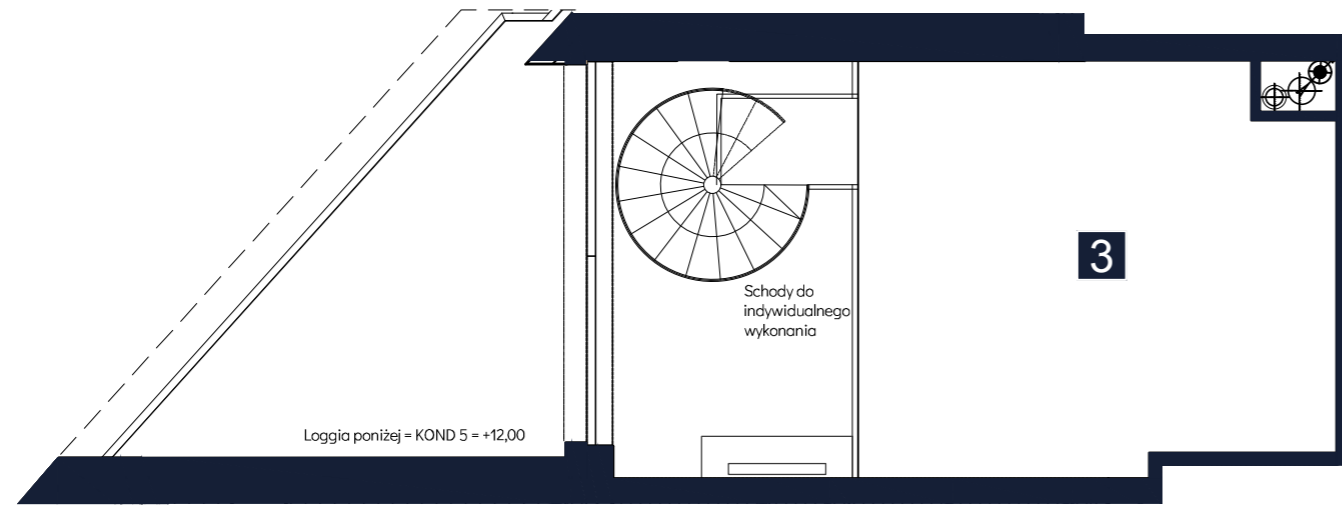 3
Schody do
indywidualnego
wykonania
Loggia poniżej = KOND 5 = +12,00